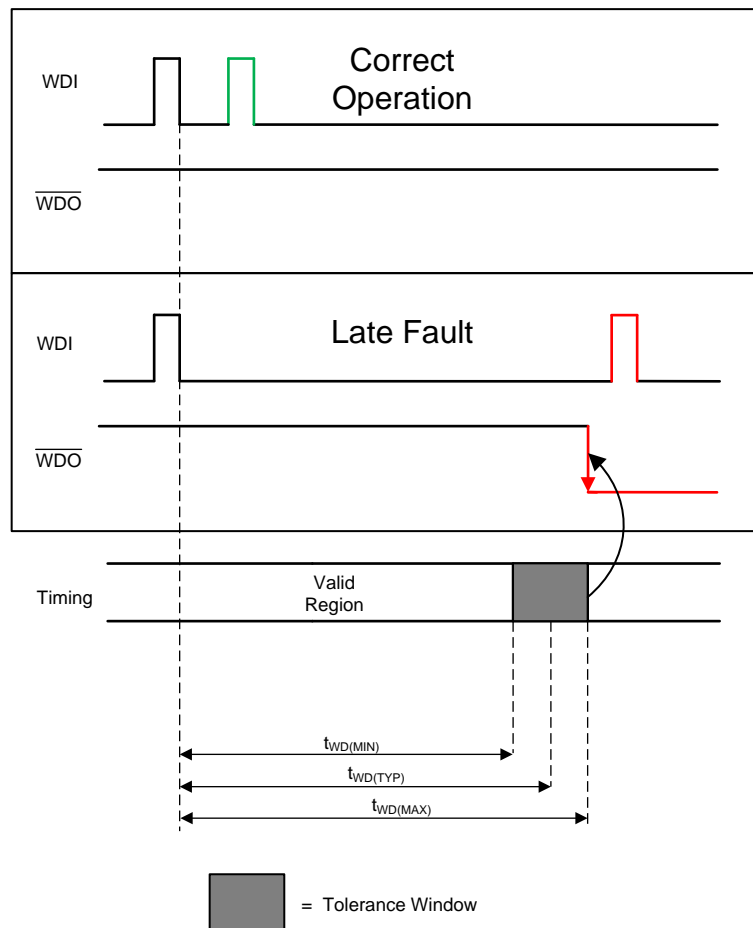 WDI
Correct
Operation
WDO
WDI
Late Fault
WDO
Timing
Valid
Region
tWD(MIN)
tWD(TYP)
tWD(MAX)
= Tolerance Window